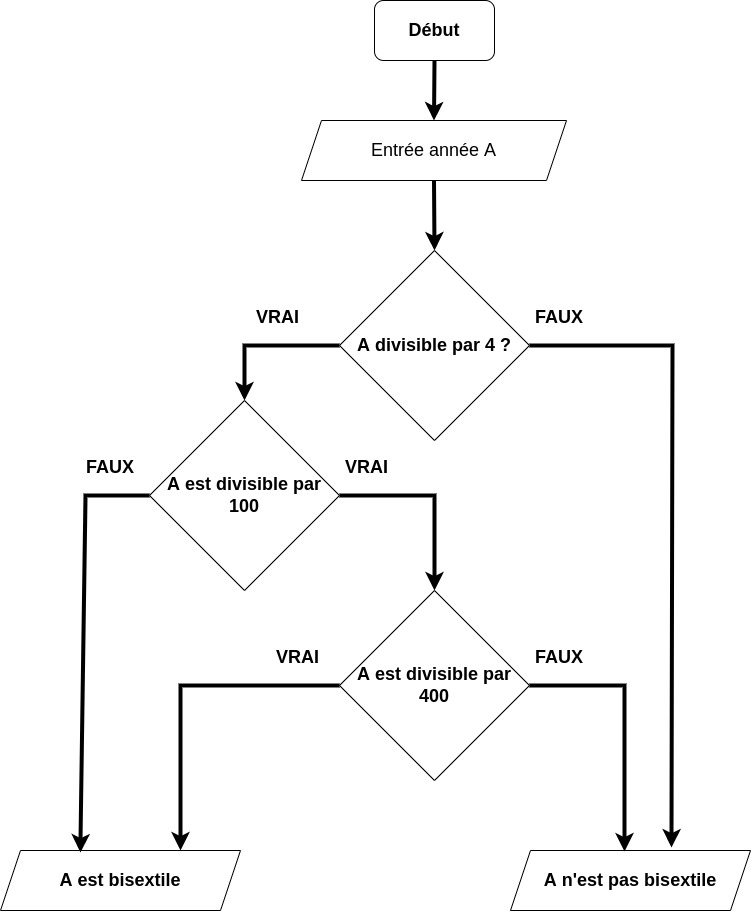 Début
Entrée année A
VRAI
FAUX
A divisible par 4 ?
FAUX
VRAI
A est divisible par
100
VRAI
FAUX
A est divisible par
400
A est bisextile
A n'est pas bisextile